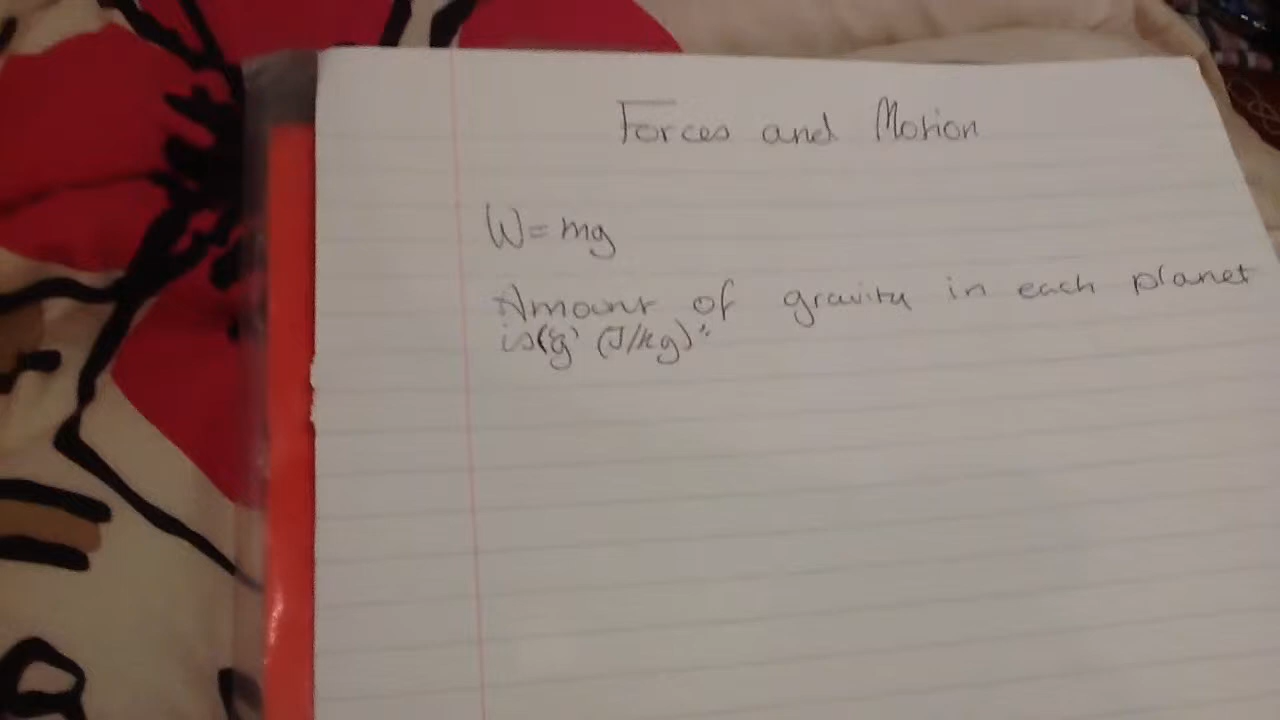 Forces and Motion
W=mg
Amount of gravity in each planet
is 'g' (J/kg):